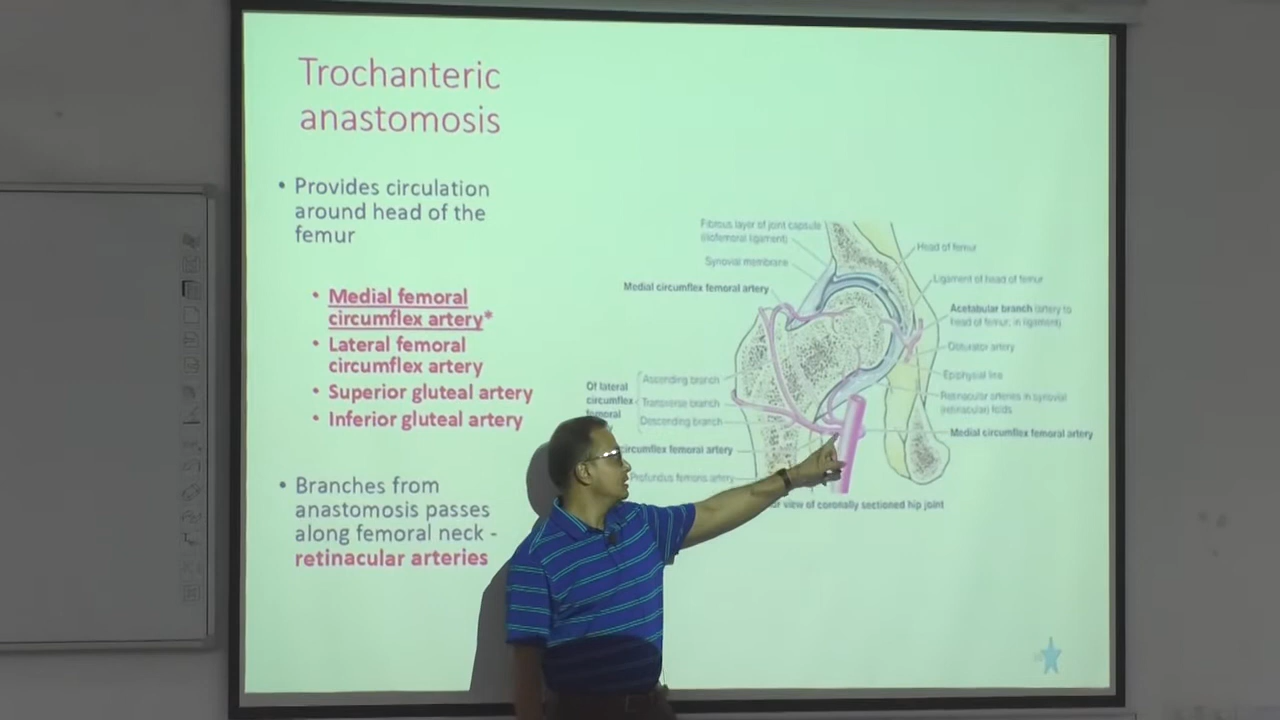 Trochanteric
anastomosis
• Provides circulation
around head of the
femur
• Medial femoral
circumflex artery*
• Lateral femoral
circumflex artery
• Superior gluteal artery
• Inferior gluteal artery
• Branches from
anastomosis passes
along femoral neck -
retinacular arteries
Fibrous layer of joint capsule
(iliofemoral ligament)
Synovial membrane
Medial circumflex femoral artery
Of lateral
circumflex
femoral
Ascending branch
Transverse branch
Descending branch
circumflex femoral artery
Profundus femoris artery
Head of femur
Ligament of head of femur
Acetabular branch (artery to
head of femur, in ligament)
Obturator artery
Epiphysial line
Retinacular arteries in synovial
(retinacular) folds
Medial circumflex femoral artery
view of coronally sectioned hip joint